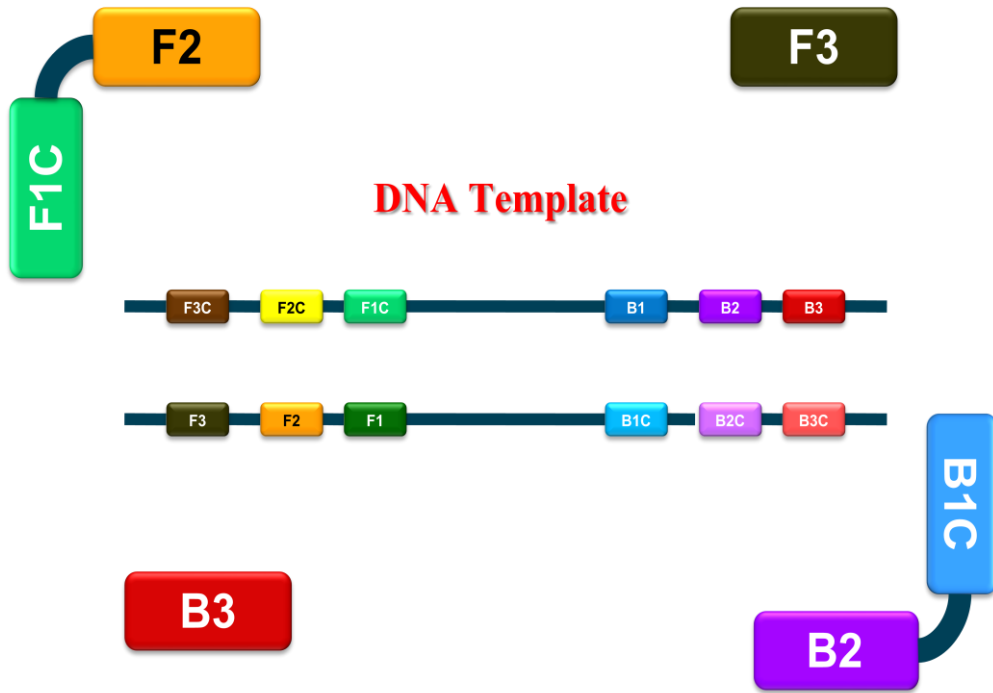 F2
F3
F1C
DNA Template
F3C F2C F1C B1 B2 B3
F3 F2 F1 B1C B2C B3C
B1C
B3
B2